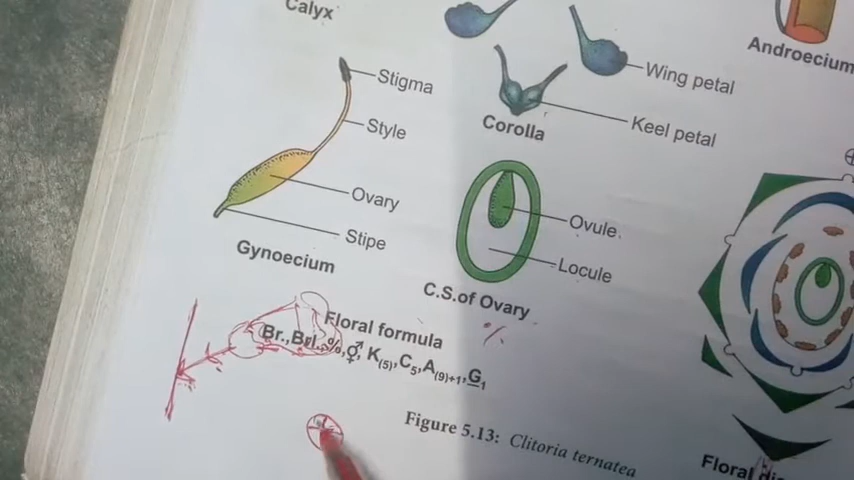 Calyx
Androecium
Wing petal
Keel petal
Corolla
Stigma
Style
Ovary
Stipe
Gynoecium
Ovule
Locule
C.S.of Ovary
Floral formula
Br.,Brl.,%,⚥,K(5),C5,A(9)+1,G1
Figure 5.13: Clitoria ternatea
Floral